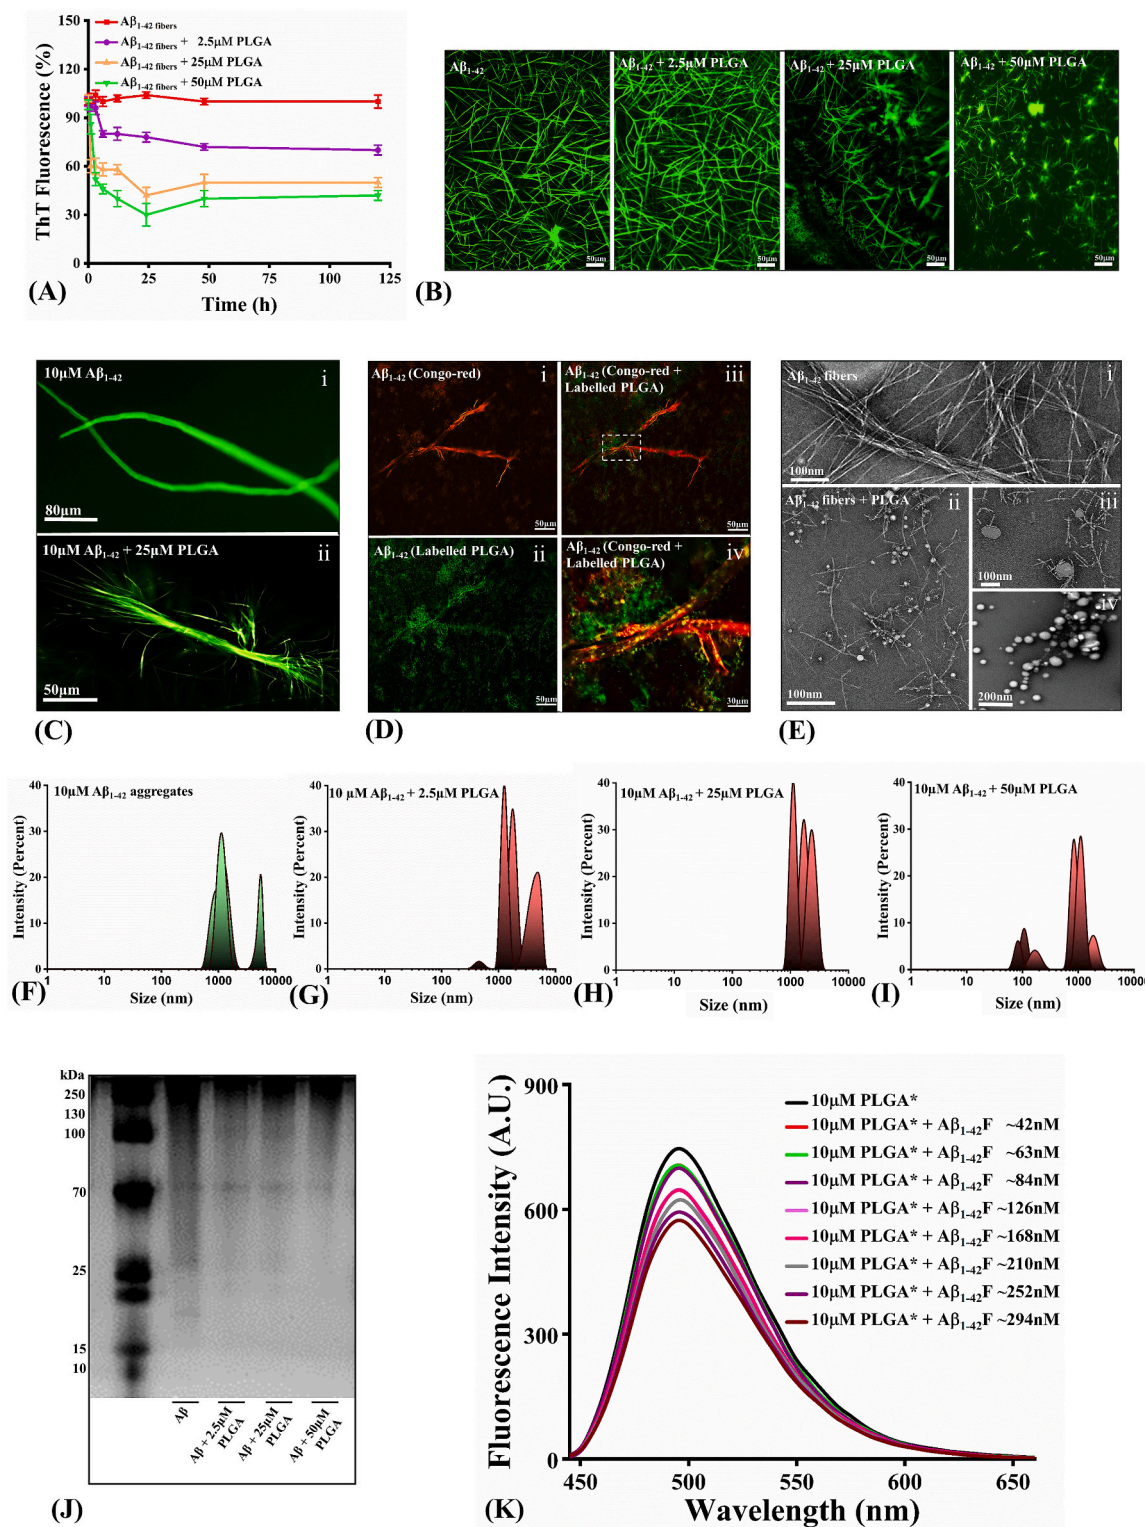 150
120
90
60
30
0
0
25
50
75
100
125
ThT Fluorescence (%)
Time (h)
Aβ1-42 fibers
Aβ1-42 fibers + 2.5μM PLGA
Aβ1-42 fibers + 25μM PLGA
Aβ1-42 fibers + 50μM PLGA
(A)
Aβ1-42
Aβ1-42 + 2.5μM PLGA
Aβ1-42 + 25μM PLGA
Aβ1-42 + 50μM PLGA
50μm
50μm
50μm
50μm
(B)
10μM Aβ1-42
i
80μm
10μM Aβ1-42 + 25μM PLGA
ii
50μm
(C)
Aβ1-42 (Congo-red)
i
50μm
Aβ1-42 (Congo-red +
Labelled PLGA)
iii
50μm
Aβ1-42 (Labelled PLGA)
ii
50μm
Aβ1-42 (Congo-red +
Labelled PLGA)
iv
30μm
(D)
Aβ1-42 fibers
i
100nm
Aβ1-42 fibers + PLGA
ii
100nm
iii
100nm
iv
200nm
(E)
10μM Aβ1-42 aggregates
40
30
20
10
0
1
10
100
1000
10000
Intensity (Percent)
Size (nm)
(F)
10 μM Aβ1-42 + 2.5μM PLGA
40
30
20
10
0
1
10
100
1000
10000
Intensity (Percent)
Size (nm)
(G)
10μM Aβ1-42 + 25μM PLGA
40
30
20
10
0
1
10
100
1000
10000
Intensity (Percent)
Size (nm)
(H)
10μM Aβ1-42 + 50μM PLGA
40
30
20
10
0
1
10
100
1000
10000
Intensity (Percent)
Size (nm)
(I)
kDa
250
130
100
70
25
15
10
Aβ
Aβ + 2.5μM
PLGA
Aβ + 25μM
PLGA
Aβ + 50μM
PLGA
(J)
900
600
300
0
450
500
550
600
650
Fluorescence Intensity (A.U.)
Wavelength (nm)
10μM PLGA*
10μM PLGA* + Aβ1-42F ~42nM
10μM PLGA* + Aβ1-42F ~63nM
10μM PLGA* + Aβ1-42F ~84nM
10μM PLGA* + Aβ1-42F ~126nM
10μM PLGA* + Aβ1-42F ~168nM
10μM PLGA* + Aβ1-42F ~210nM
10μM PLGA* + Aβ1-42F ~252nM
10μM PLGA* + Aβ1-42F ~294nM
(K)